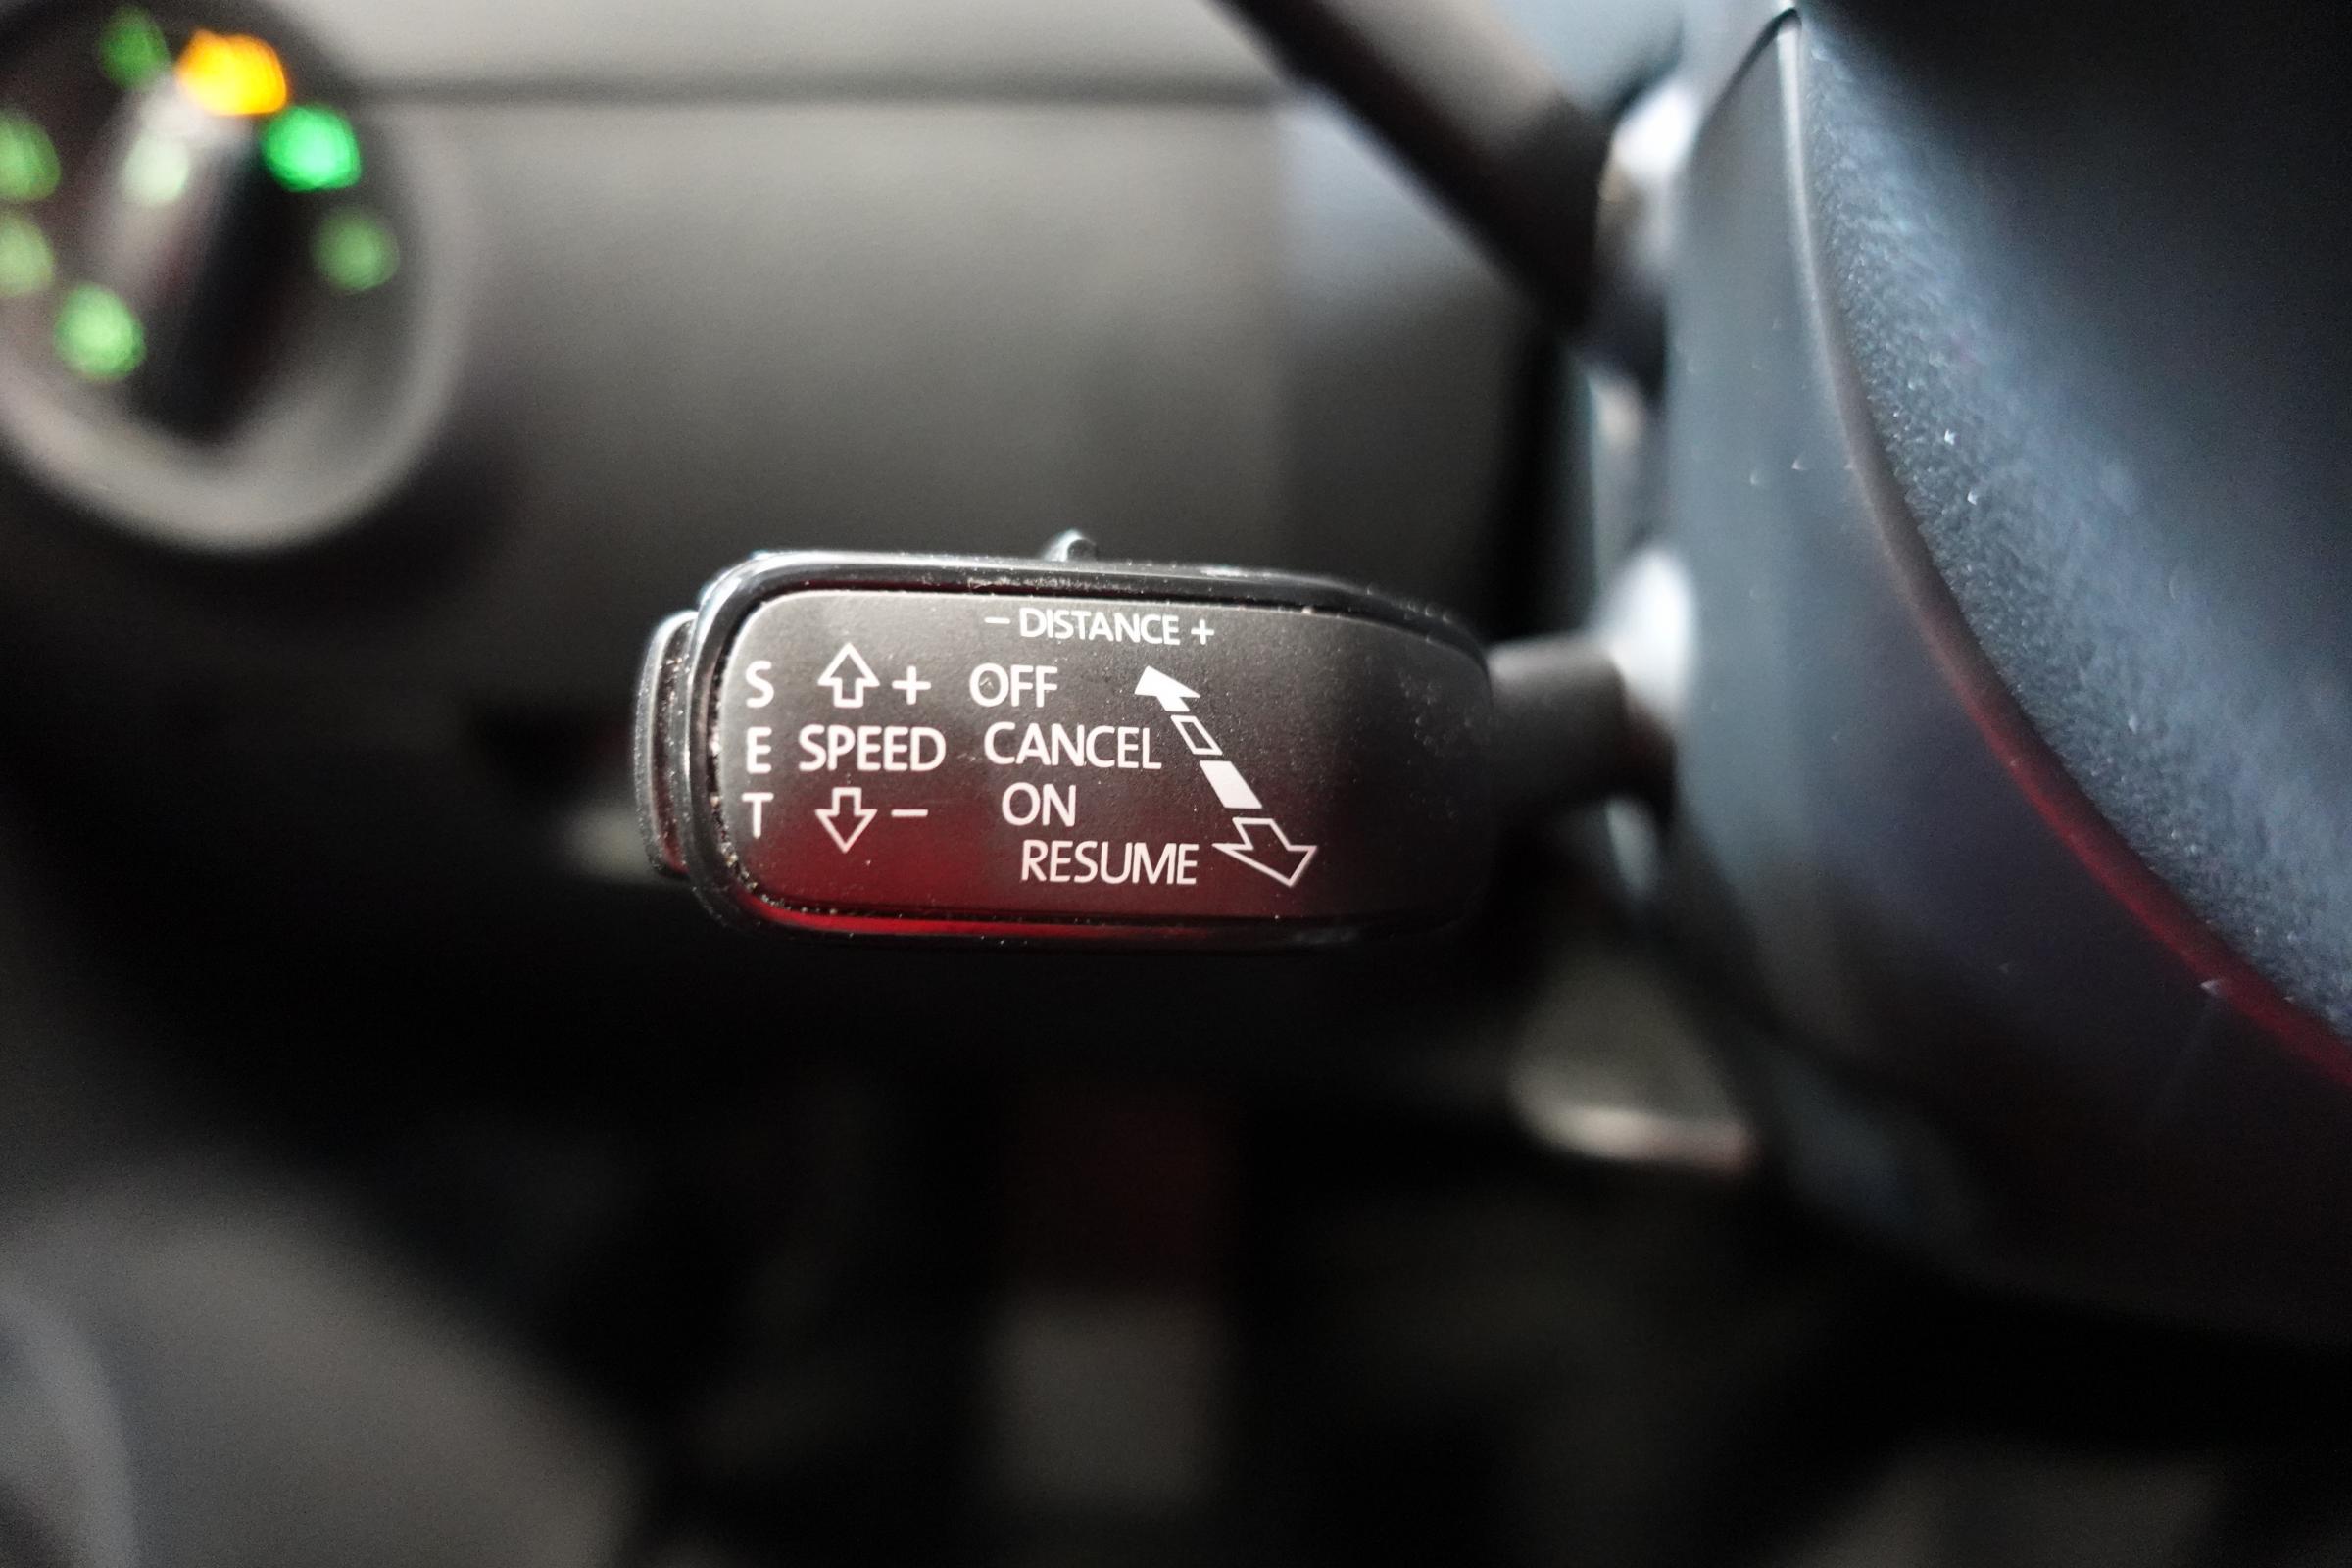 − DISTANCE +
S + OFF
E SPEED CANCEL
T − ON
RESUME